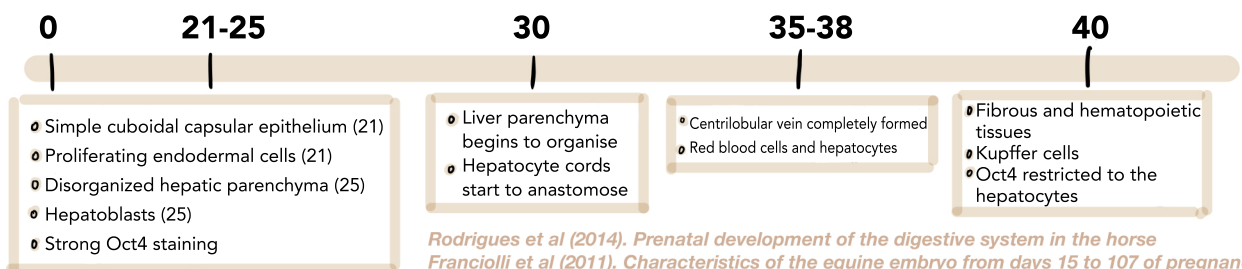 0
21-25
30
35-38
40
Simple cuboidal capsular epithelium (21)
Proliferating endodermal cells (21)
Disorganized hepatic parenchyma (25)
Hepatoblasts (25)
Strong Oct4 staining
Liver parenchyma
begins to organise
Hepatocyte cords
start to anastomose
Centrilobular vein completely formed
Red blood cells and hepatocytes
Fibrous and hematopoietic
tissues
Kupffer cells
Oct4 restricted to the
hepatocytes
Rodrigues et al (2014). Prenatal development of the digestive system in the horse
Franciolli et al (2011). Characteristics of the equine embryo from days 15 to 107 of pregnan